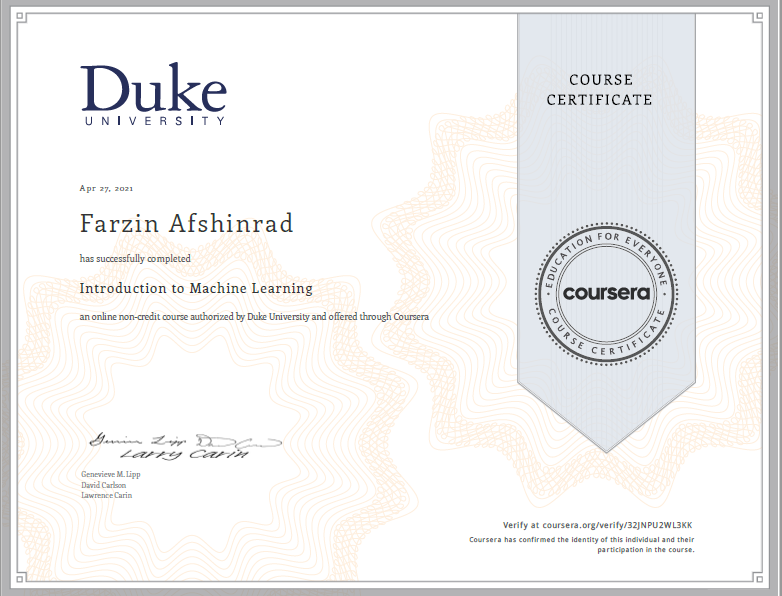 Duke
UNIVERSITY
COURSE
CERTIFICATE
Apr 27, 2021
Farzin Afshinrad
has successfully completed
Introduction to Machine Learning
an online non-credit course authorized by Duke University and offered through Coursera
EDUCATION FOR EVERYONE
coursera
COURSE CERTIFICATE
Larry Carin
Genevieve M. Lipp
David Carlson
Lawrence Carin
Verify at coursera.org/verify/32JNPU2WL3KK
Coursera has confirmed the identity of this individual and their
participation in the course.